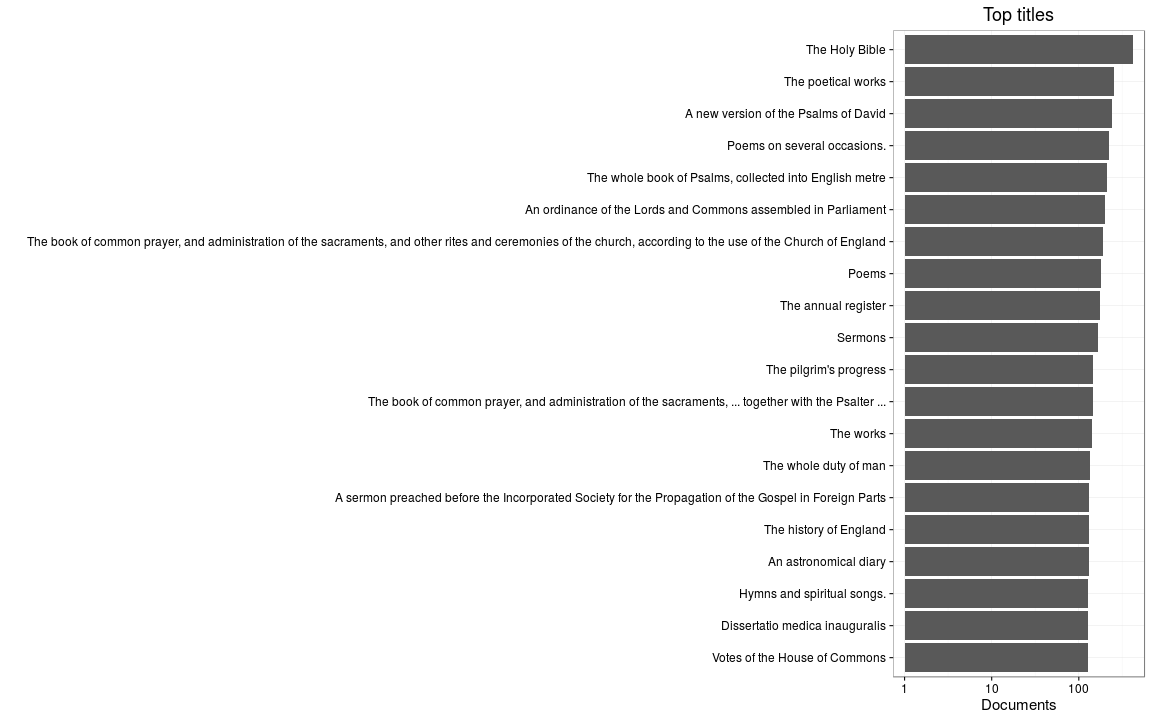 Top titles
The Holy Bible
The poetical works
A new version of the Psalms of David
Poems on several occasions.
The whole book of Psalms, collected into English metre
An ordinance of the Lords and Commons assembled in Parliament
The book of common prayer, and administration of the sacraments, and other rites and ceremonies of the church, according to the use of the Church of England
Poems
The annual register
Sermons
The pilgrim's progress
The book of common prayer, and administration of the sacraments, ... together with the Psalter ...
The works
The whole duty of man
A sermon preached before the Incorporated Society for the Propagation of the Gospel in Foreign Parts
The history of England
An astronomical diary
Hymns and spiritual songs.
Dissertatio medica inauguralis
Votes of the House of Commons
1 10 100
Documents